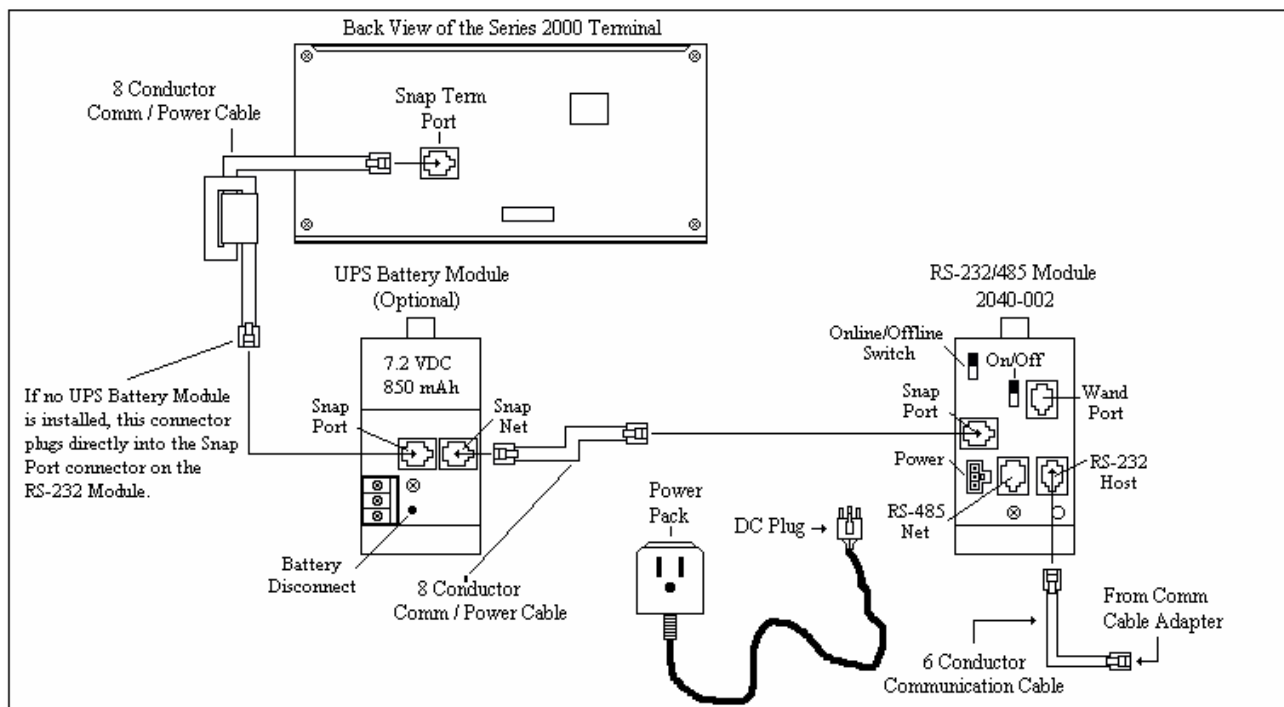 Back View of the Series 2000 Terminal
8 Conductor
Comm / Power Cable
Snap Term
Port
UPS Battery Module
(Optional)
RS-232/485 Module
2040-002
Online/Offline
Switch
On/Off
7.2 VDC
850 mAh
If no UPS Battery Module
is installed, this connector
plugs directly into the Snap
Port connector on the
RS-232 Module.
Snap
Port
Snap
Net
Snap
Port
Wand
Port
Power
RS-232
Host
RS-485
Net
Power
Pack
DC Plug
Battery
Disconnect
8 Conductor
Comm / Power Cable
From Comm
Cable Adapter
6 Conductor
Communication Cable